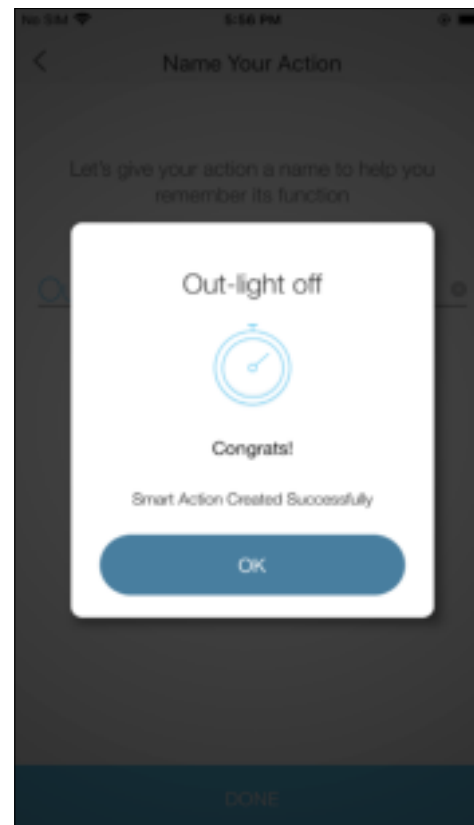 No SIM 5:56 PM
Name Your Action
Let's give your action a name to help you
remember its function
Out-light off
Congrats!
Smart Action Created Successfully
OK
DONE